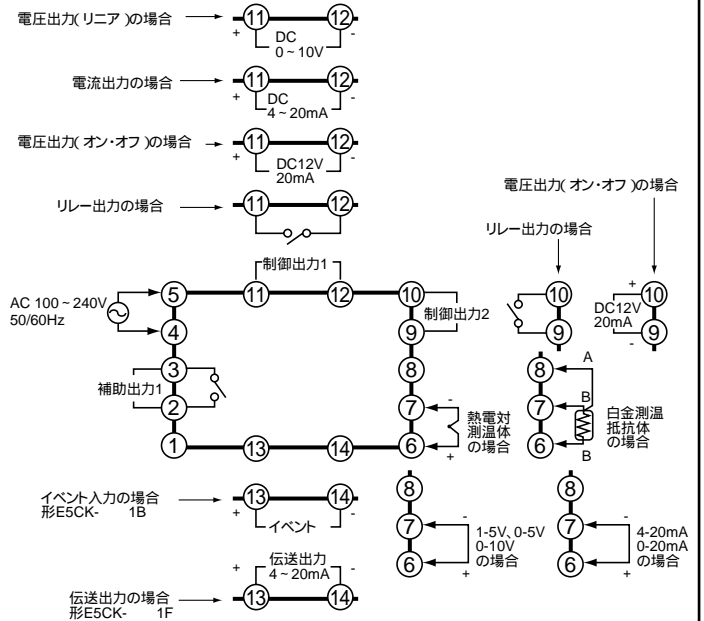 電圧出力(リニア)の場合
+ ⑪ ⑫ -
DC
0~10V
電流出力の場合
+ ⑪ ⑫ -
DC
4~20mA
電圧出力(オン・オフ)の場合
+ ⑪ ⑫ -
DC12V
20mA
リレー出力の場合
⑪ ⑫
電圧出力(オン・オフ)の場合
リレー出力の場合
制御出力1
⑤ ⑪ ⑫ ⑩
AC 100~240V
50/60Hz
④ ⑨
制御出力2
③ ⑧
補助出力1
② ⑦
① ⑬ ⑭ ⑥
-
熱電対
測温体
の場合
+
⑩
⑨
+ ⑩
DC12V
20mA
- ⑨
⑧ A
⑦ B
⑥ B
白金測温
抵抗体
の場合
イベント入力の場合
形E5CK- 1B
+ ⑬ ⑭ -
イベント
伝送出力の場合
形E5CK- 1F
伝送出力
4~20mA
+ ⑬ ⑭ -
⑧
⑦ -
⑥ +
1-5V、0-5V
0-10V
の場合
⑧
⑦ -
⑥ +
4-20mA
0-20mA
の場合